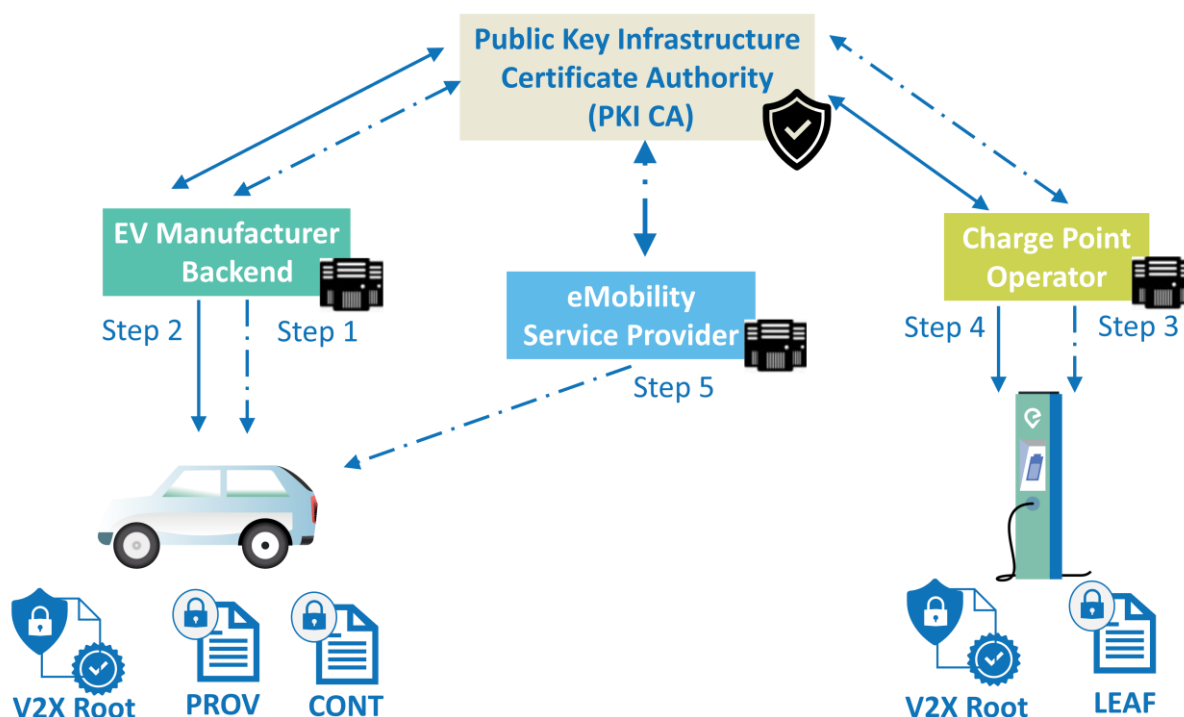 Public Key Infrastructure
Certificate Authority
(PKI CA)
EV Manufacturer
Backend
Charge Point
Operator
eMobility
Service Provider
Step 2
Step 1
Step 4
Step 3
Step 5
V2X Root
PROV
CONT
V2X Root
LEAF